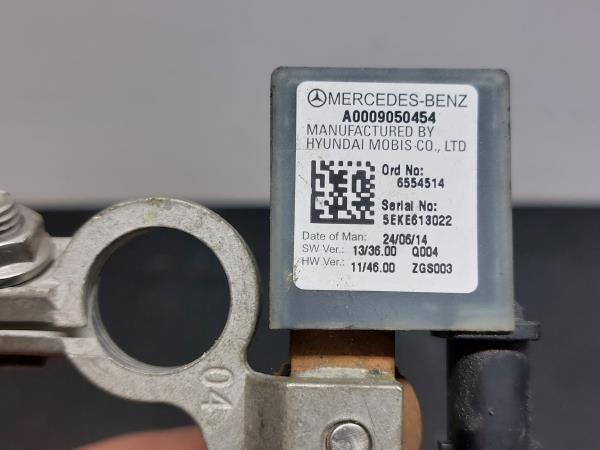 MERCEDES-BENZ
A0009050454
MANUFACTURED BY
HYUNDAI MOBIS CO., LTD
Ord No:
6554514
Serial No:
5EKE613022
Date of Man: 24/06/14
SW Ver.: 13/36.00 Q004
HW Ver.: 11/46.00 ZGS003
04